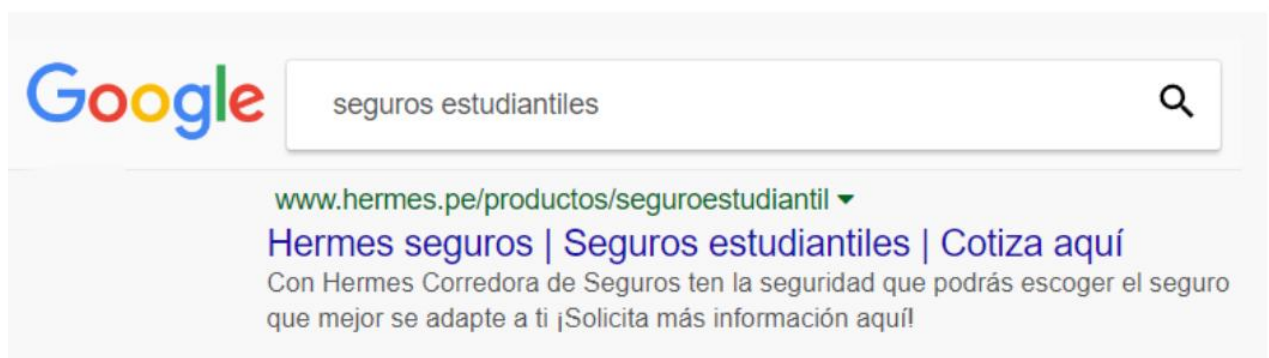 Google
seguros estudiantiles
www.hermes.pe/productos/seguroestudiantil
Hermes seguros | Seguros estudiantiles | Cotiza aquí
Con Hermes Corredora de Seguros ten la seguridad que podrás escoger el seguro
que mejor se adapte a ti ¡Solicita más información aquí!